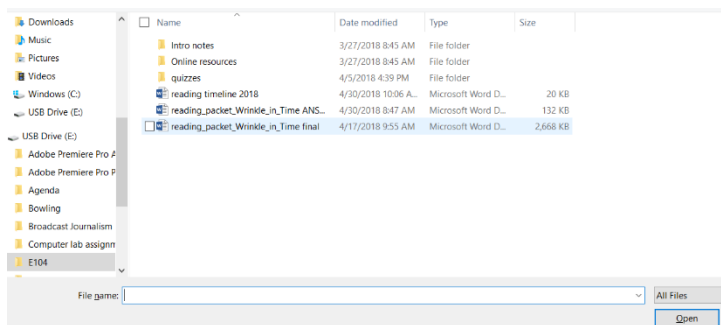 Downloads
Music
Pictures
Videos
Windows (C:)
USB Drive (E:)
USB Drive (E:)
Adobe Premiere Pro A
Adobe Premiere Pro P
Agenda
Bowling
Broadcast Journalism
Computer lab assignm
E104
Name Date modified Type Size
Intro notes 3/27/2018 8:45 AM File folder
Online resources 3/27/2018 8:45 AM File folder
quizzes 4/5/2018 4:39 PM File folder
reading timeline 2018 4/30/2018 10:06 A... Microsoft Word D... 20 KB
reading_packet_Wrinkle_in_Time ANS... 4/30/2018 8:47 AM Microsoft Word D... 132 KB
reading_packet_Wrinkle_in_Time final 4/17/2018 9:55 AM Microsoft Word D... 2,668 KB
File name: All Files
Open